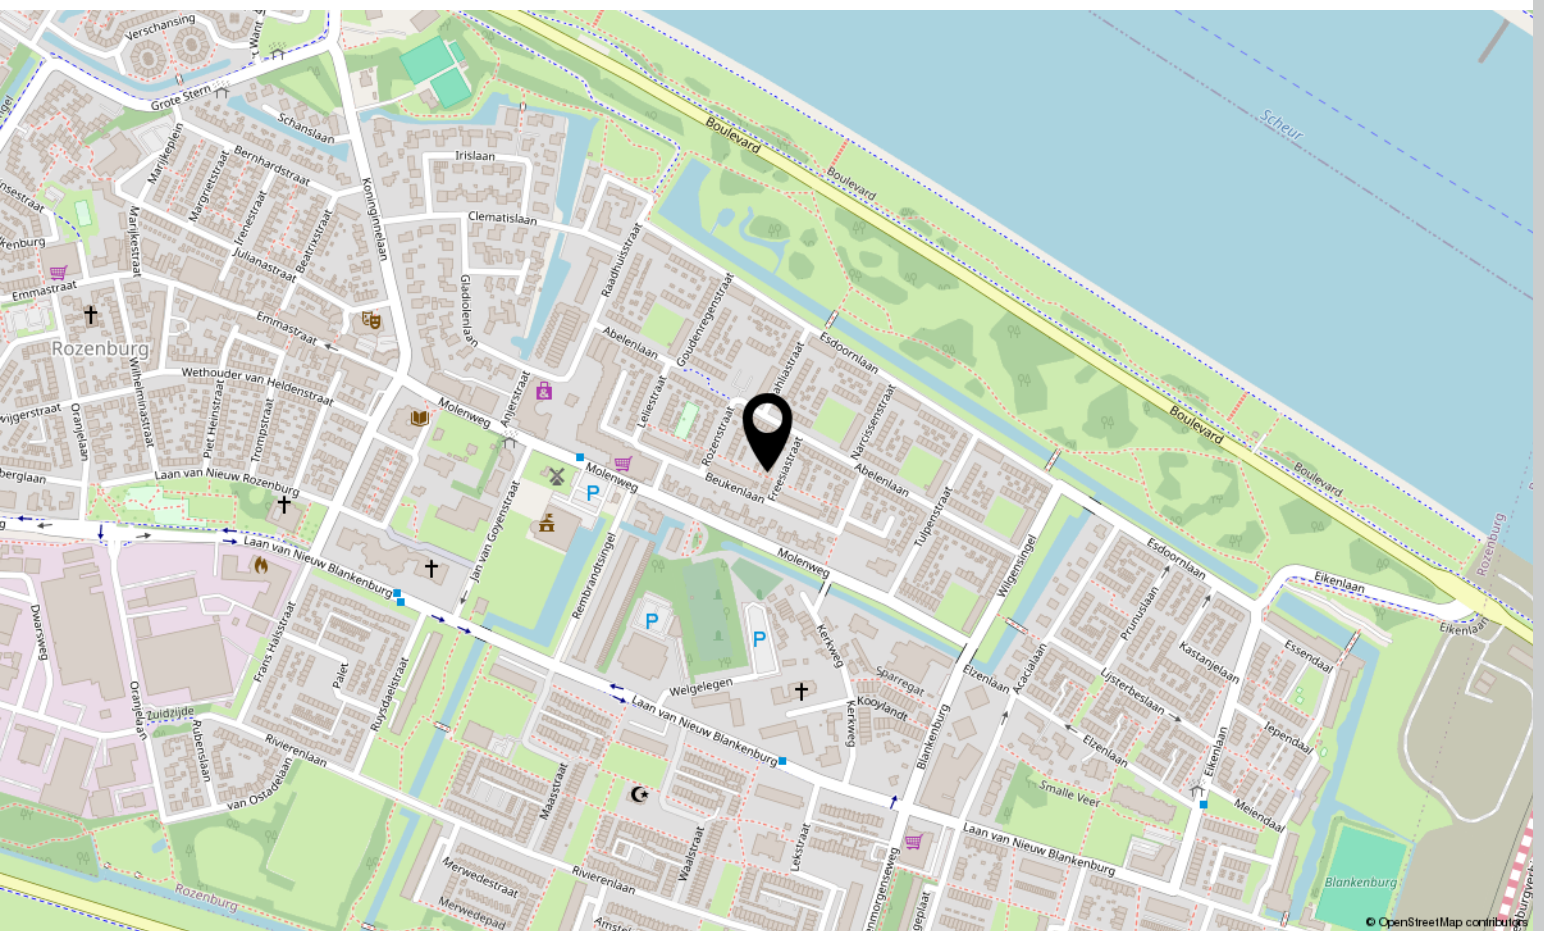 Verschansing
Grote Stern
Schanslaan
Marijkeplein
Bernhardstraat
Margrietstraat
Irenestraat
Beatrixstraat
Julianastraat
Marijkestraat
Koninginnelaan
Irislaan
Clematislaan
Gladiolenlaan
Raadhuisstraat
Boulevard
Boulevard
Scheur
Emmastraat
Emmastraat
Rozenburg
Wethouder van Heldenstraat
Wilhelminastraat
Oranjelaan
Piet Heinstraat
Trompstraat
Laan van Nieuw Rozenburg
Molenweg
Anjerstraat
Abelenlaan
Goudenregenstraat
Leliestraat
Rozenstraat
Esdoornlaan
Narcissenstraat
Freesiastraat
Beukenlaan
Abelenlaan
Tulpenstraat
Boulevard
Boulevard
Molenweg
P
Jan van Goyenstraat
Rembrandtsingel
Laan van Nieuw Blankenburg
Molenweg
Wilgensingel
Esdoornlaan
Eikenlaan
Eikenlaan
Rozenburg
Dwarsweg
Frans Halsstraat
Palet
Ruysdaelstraat
Oranjelaan
Zuidzijde
Rubenslaan
Rivierenlaan
van Ostadelaan
P
P
Welgelegen
Kerkweg
Kerkweg
Sparregat
Kooylandt
Laan van Nieuw Blankenburg
Elzenlaan
Acacialaan
Prunuslaan
Kastanjelaan
Lijsterbeslaan
Essendaal
Iependaal
Elzenlaan
Eikenlaan
Blankenburg
Smalle Veer
Meiendaal
Maasstraat
Waalstraat
Lekstraat
Laan van Nieuw Blankenburg
Rivierenlaan
Merwedestraat
Merwedepad
Rozenburg
Blankenburg
© OpenStreetMap contributors